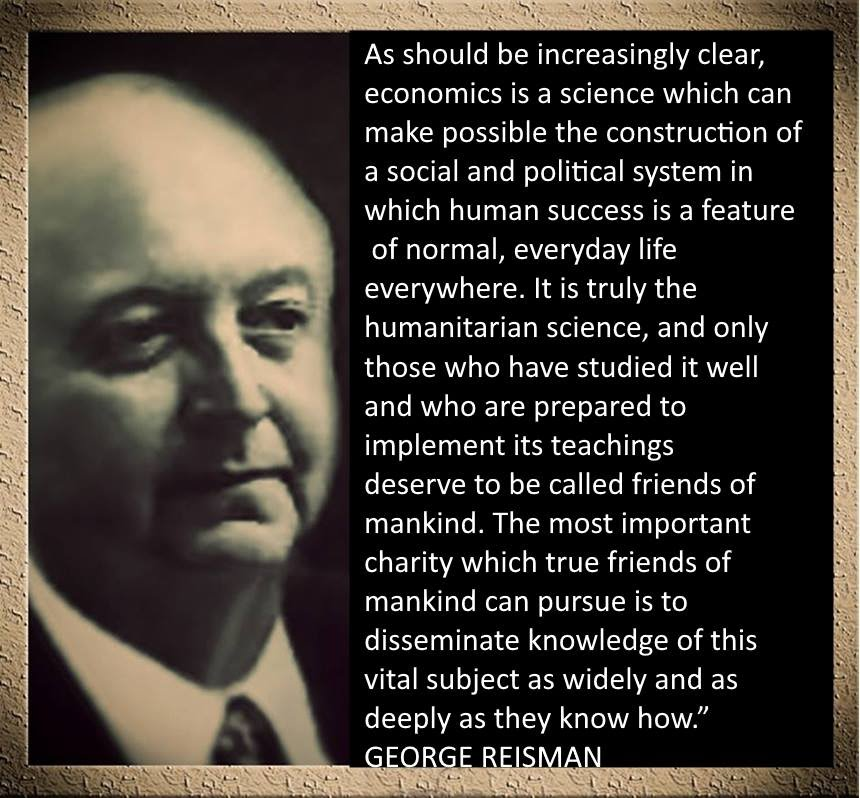 As should be increasingly clear,
economics is a science which can
make possible the construction of
a social and political system in
which human success is a feature
of normal, everyday life
everywhere. It is truly the
humanitarian science, and only
those who have studied it well
and who are prepared to
implement its teachings
deserve to be called friends of
mankind. The most important
charity which true friends of
mankind can pursue is to
disseminate knowledge of this
vital subject as widely and as
deeply as they know how.”
GEORGE REISMAN